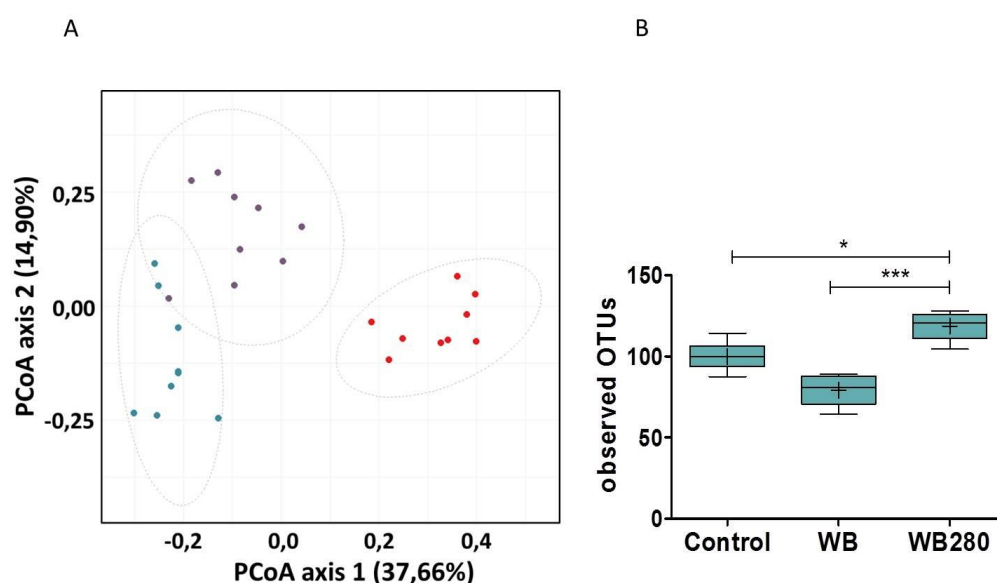 A
PCoA axis 2 (14,90%)
0,25
0,00
-0,25
-0,2
0,0
0,2
0,4
PCoA axis 1 (37,66%)
B
*
***
observed OTUs
150
100
50
0
Control
WB
WB280